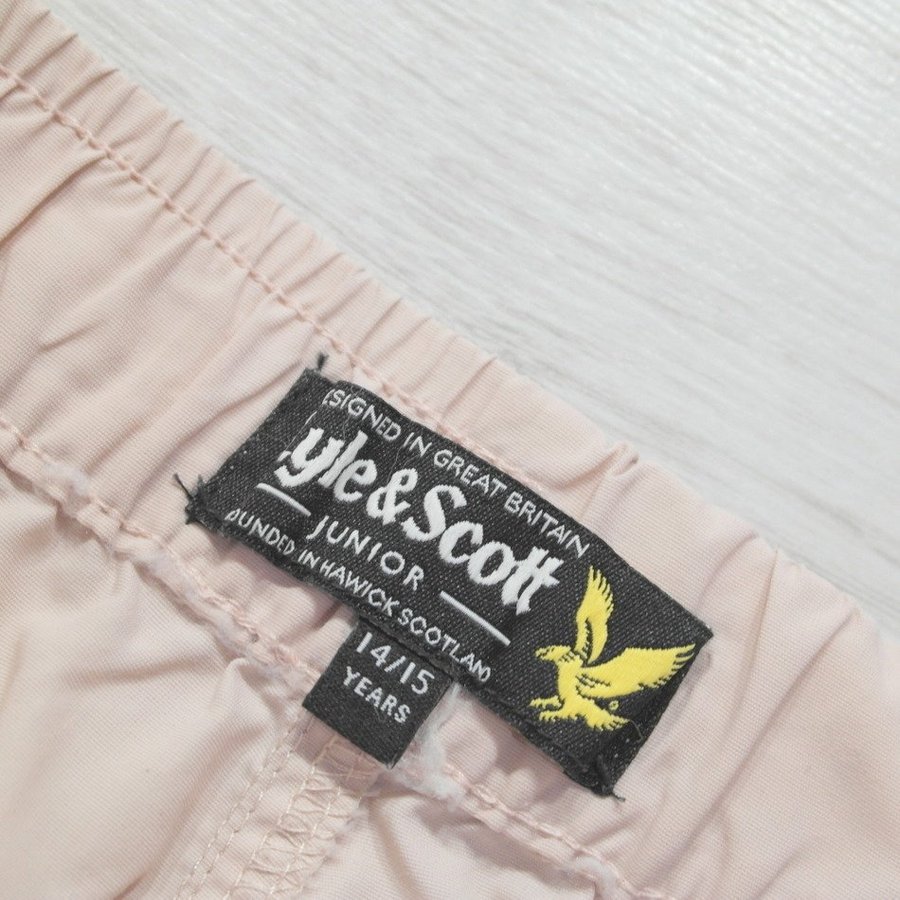 ESIGNED IN GREAT BRITAIN
yle & Scott
JUNIOR
OUNDED IN HAWICK SCOTLAND
14/15
YEARS